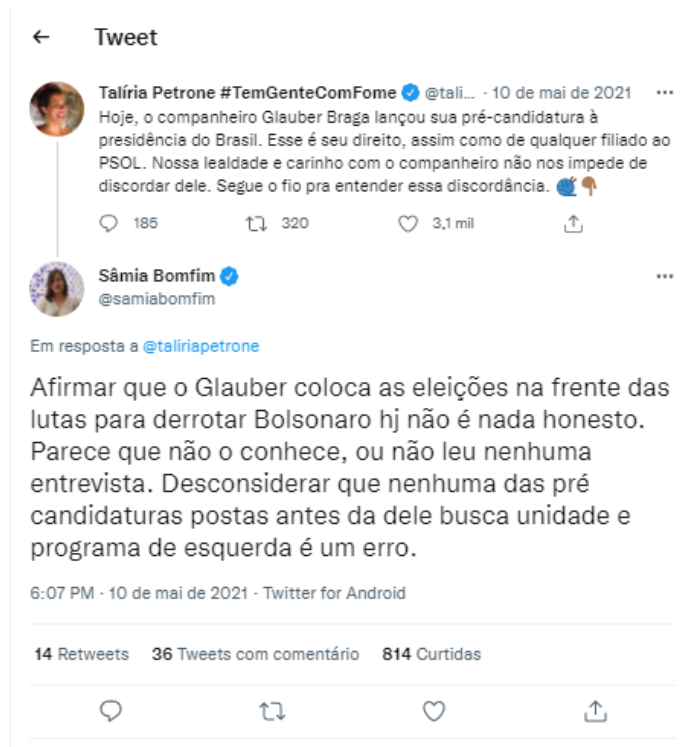 Tweet
Talíria Petrone #TemGenteComFome @tali... · 10 de mai de 2021
Hoje, o companheiro Glauber Braga lançou sua pré-candidatura à
presidência do Brasil. Esse é seu direito, assim como de qualquer filiado ao
PSOL. Nossa lealdade e carinho com o companheiro não nos impede de
discordar dele. Segue o fio pra entender essa discordância. 🧶👇🏾
185 320 3,1 mil
Sâmia Bomfim
@samiabomfim
Em resposta a @taliriapetrone
Afirmar que o Glauber coloca as eleições na frente das
lutas para derrotar Bolsonaro hj não é nada honesto.
Parece que não o conhece, ou não leu nenhuma
entrevista. Desconsiderar que nenhuma das pré
candidaturas postas antes da dele busca unidade e
programa de esquerda é um erro.
6:07 PM · 10 de mai de 2021 · Twitter for Android
14 Retweets 36 Tweets com comentário 814 Curtidas